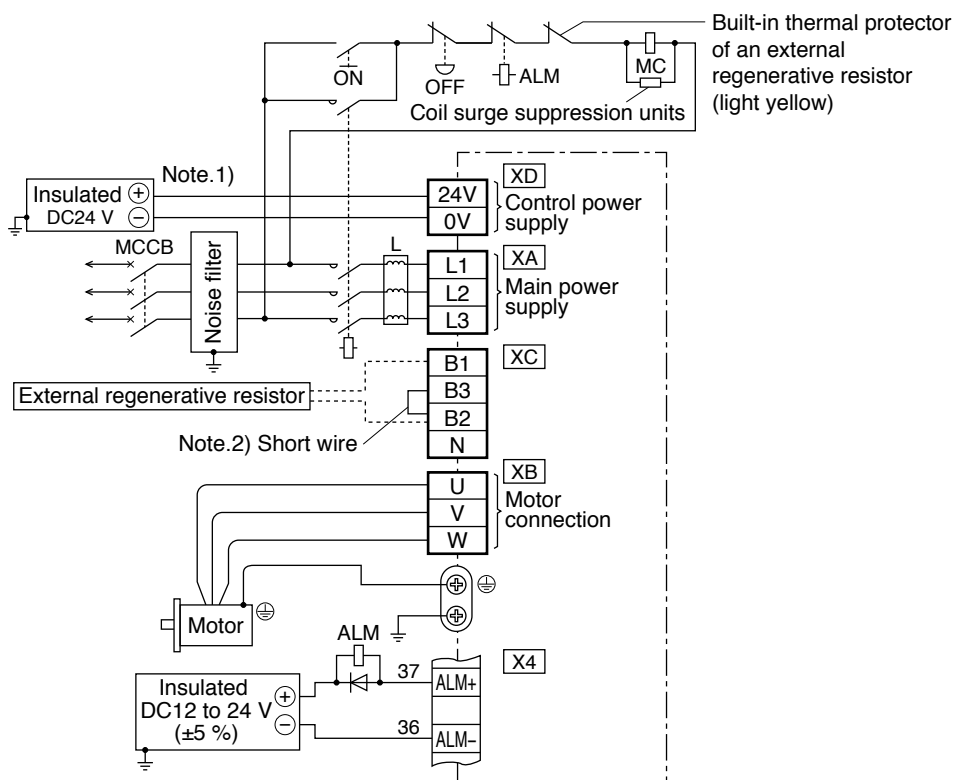 Built-in thermal protector
of an external
regenerative resistor
(light yellow)
ON
OFF
ALM
MC
Coil surge suppression units
Note.1)
Insulated
DC24 V
+
−
24V
0V
XD
Control power
supply
MCCB
Noise filter
L
L1
L2
L3
XA
Main power
supply
External regenerative resistor
Note.2) Short wire
B1
B3
B2
N
XC
U
V
W
XB
Motor
connection
Motor
ALM
Insulated
DC12 to 24 V
(±5 %)
+
−
37
36
ALM+
ALM−
X4